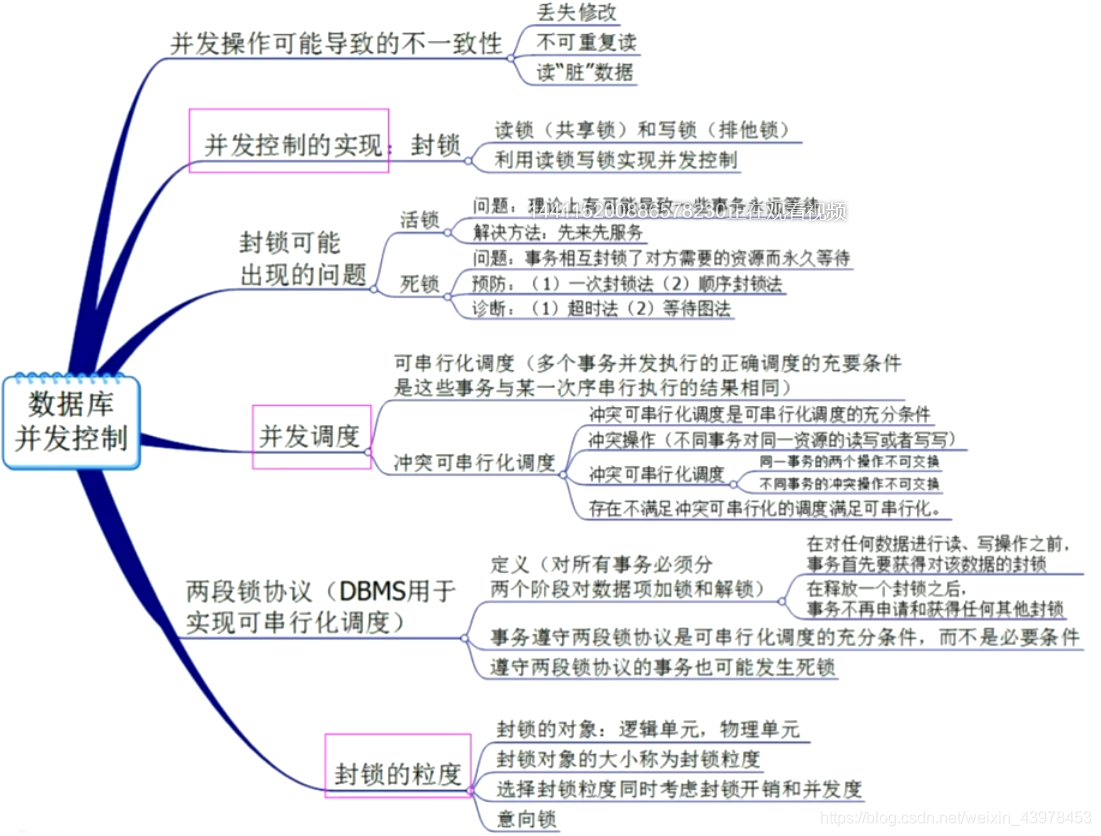 并发操作可能导致的不一致性
丢失修改
不可重复读
读“脏”数据
并发控制的实现：封锁
读锁（共享锁）和写锁（排他锁）
利用读锁写锁实现并发控制
封锁可能
出现的问题
活锁
问题：理论上有可能导致一些事务永远等待
正在观看视频
解决方法：先来先服务
死锁
问题：事务相互封锁了对方需要的资源而永久等待
预防：（1）一次封锁法（2）顺序封锁法
诊断：（1）超时法（2）等待图法
数据库
并发控制
并发调度
可串行化调度（多个事务并发执行的正确调度的充要条件
是这些事务与某一次序串行执行的结果相同）
冲突可串行化调度
冲突可串行化调度是可串行化调度的充分条件
冲突操作（不同事务对同一资源的读写或者写写）
冲突可串行化调度
同一事务的两个操作不可交换
不同事务的冲突操作不可交换
存在不满足冲突可串行化的调度满足可串行化。
两段锁协议（DBMS用于
实现可串行化调度）
定义（对所有事务必须分
两个阶段对数据项加锁和解锁）
在对任何数据进行读、写操作之前，
事务首先要获得对该数据的封锁
在释放一个封锁之后，
事务不再申请和获得任何其他封锁
事务遵守两段锁协议是可串行化调度的充分条件，而不是必要条件
遵守两段锁协议的事务也可能发生死锁
封锁的粒度
封锁的对象：逻辑单元，物理单元
封锁对象的大小称为封锁粒度
选择封锁粒度同时考虑封锁开销和并发度
意向锁
https://blog.csdn.net/weixin_43978453